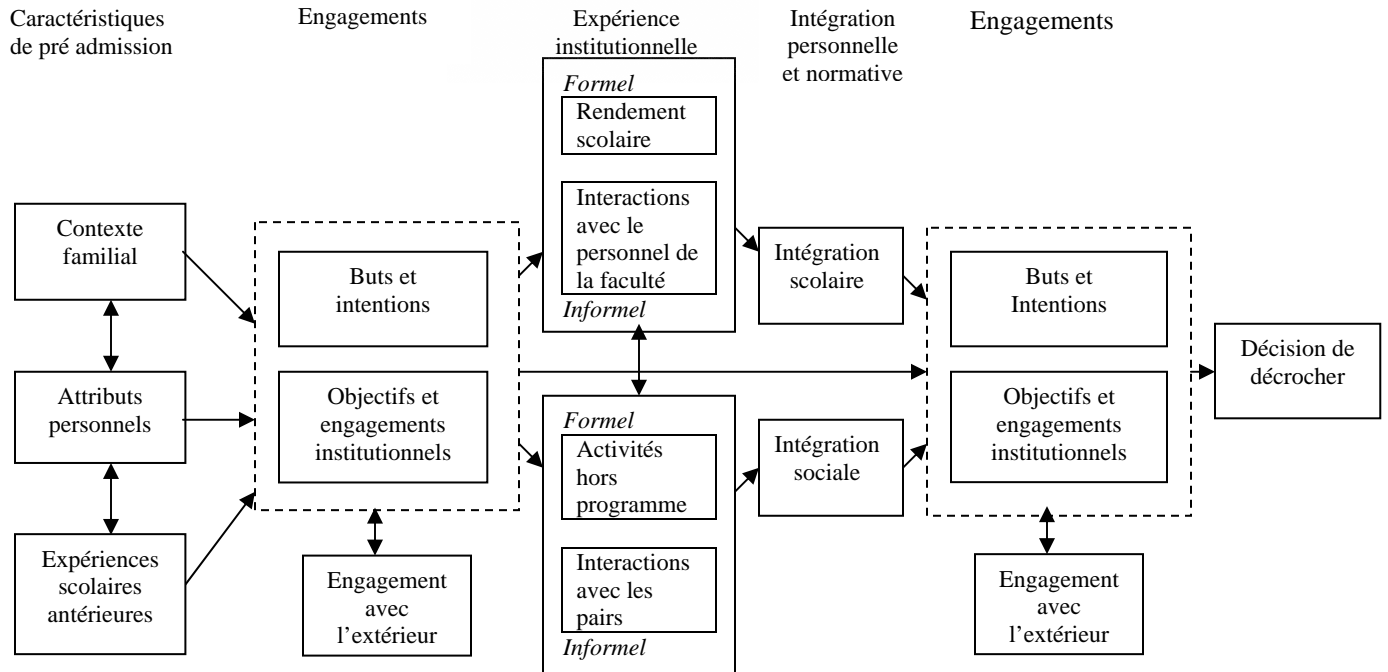 Caractéristiques
de pré admission
Engagements
Expérience
institutionnelle
Intégration
personnelle
et normative
Engagements
Contexte
familial
Attributs
personnels
Expériences
scolaires
antérieures
Buts et
intentions
Objectifs et
engagements
institutionnels
Engagement
avec
l’extérieur
Formel
Rendement
scolaire
Interactions
avec le
personnel de
la faculté
Informel
Formel
Activités
hors
programme
Interactions
avec les
pairs
Informel
Intégration
scolaire
Intégration
sociale
Buts et
Intentions
Objectifs et
engagements
institutionnels
Engagement
avec
l’extérieur
Décision de
décrocher